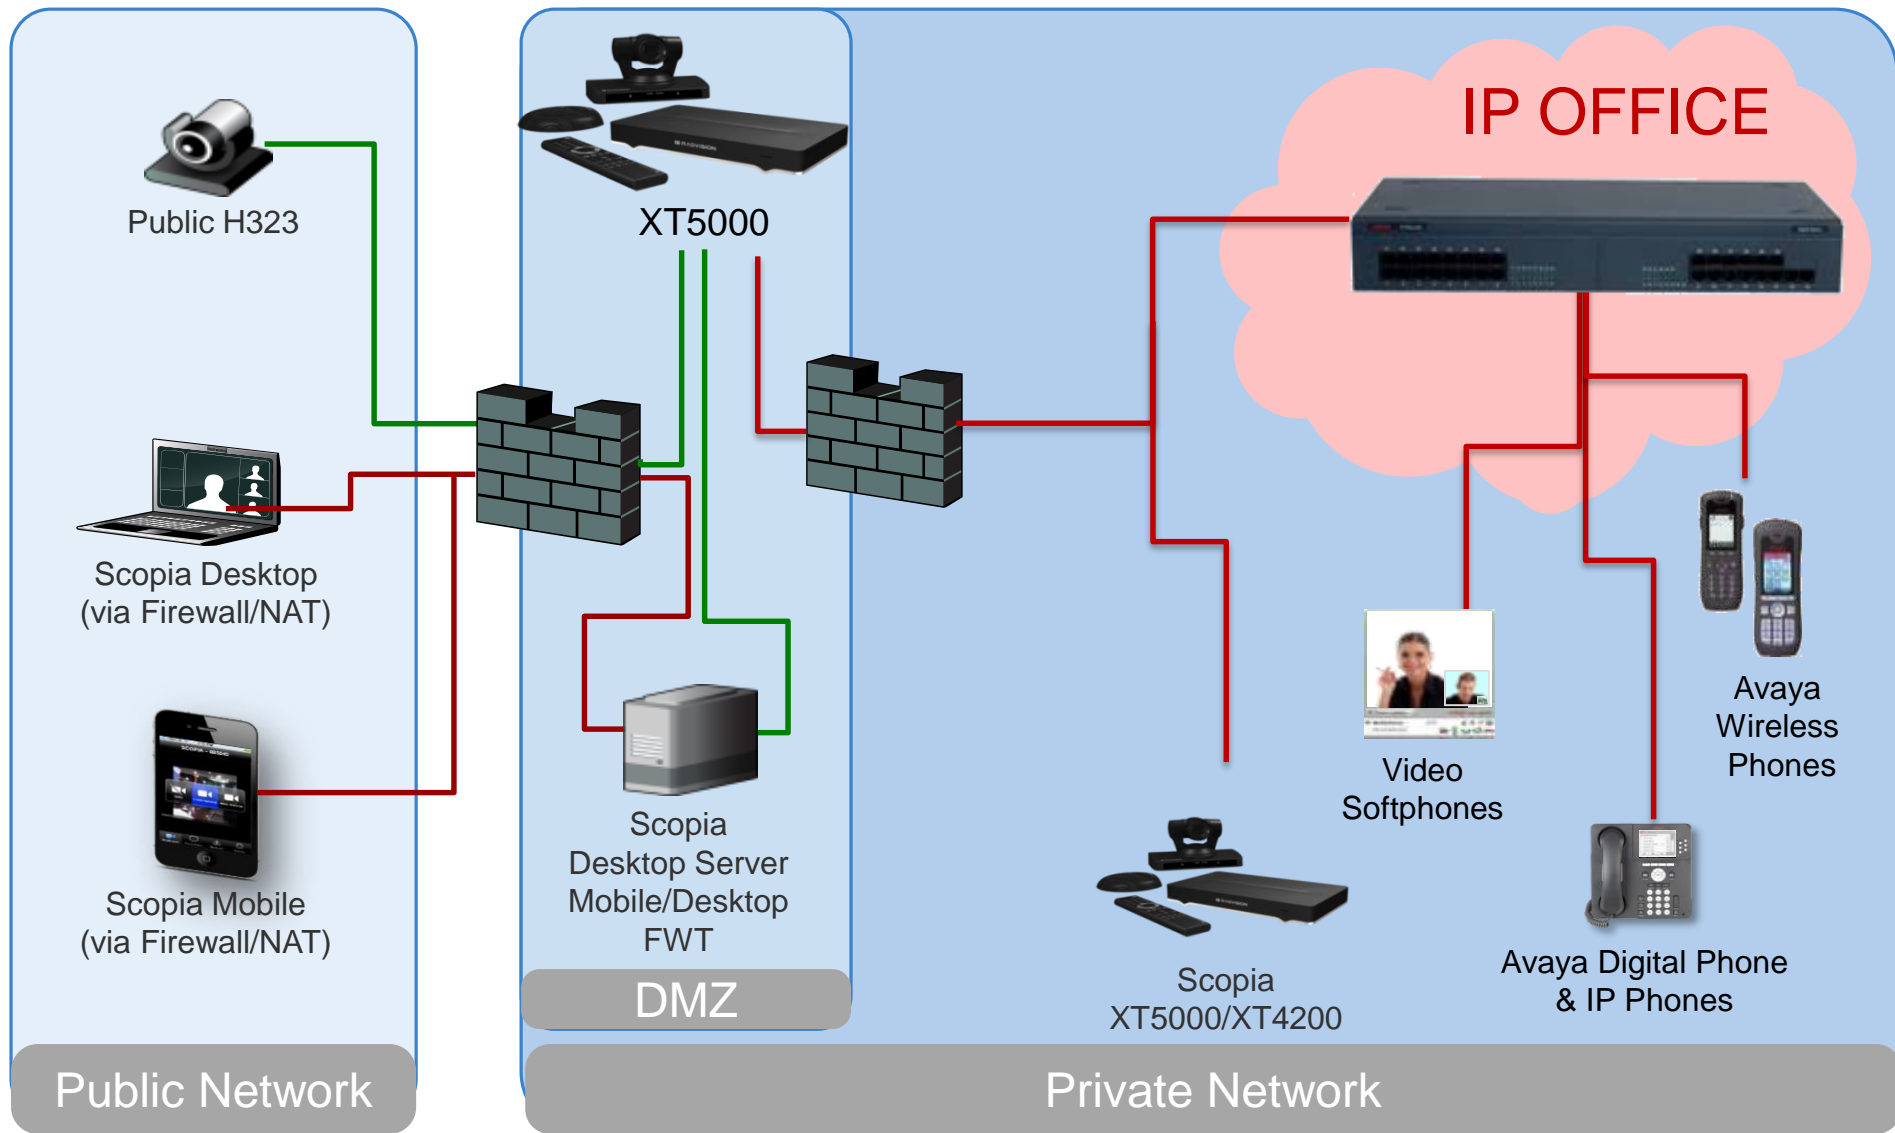 IP OFFICE
RADVISION
XT5000
Public H323
Scopia Desktop
(via Firewall/NAT)
Scopia Mobile
(via Firewall/NAT)
Scopia
Desktop Server
Mobile/Desktop
FWT
DMZ
Scopia
XT5000/XT4200
Video
Softphones
Avaya
Wireless
Phones
Avaya Digital Phone
& IP Phones
Public Network
Private Network